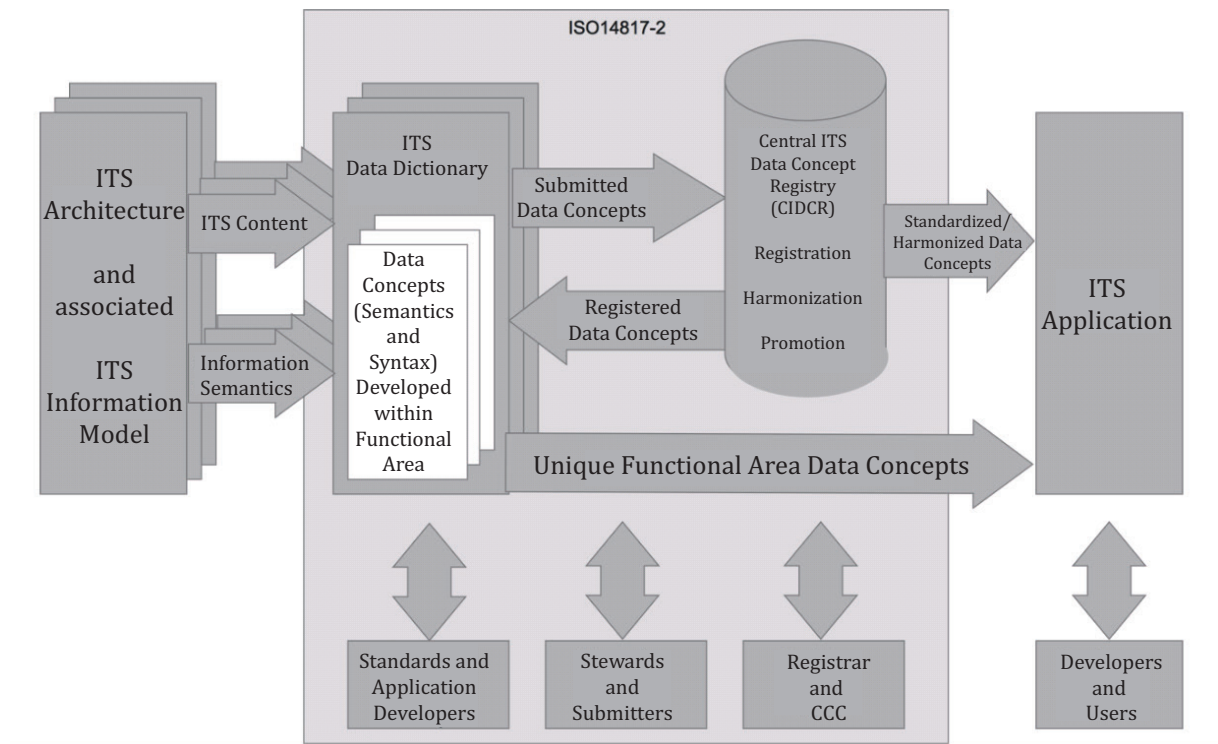 ISO14817-2
ITS
Architecture
and
associated
ITS
Information
Model
ITS Content
Information
Semantics
ITS
Data Dictionary
Data
Concepts
(Semantics
and
Syntax)
Developed
within
Functional
Area
Submitted
Data Concepts
Registered
Data Concepts
Central ITS
Data Concept
Registry
(CIDCR)
Registration
Harmonization
Promotion
Standardized/
Harmonized Data
Concepts
ITS
Application
Unique Functional Area Data Concepts
Standards and
Application
Developers
Stewards
and
Submitters
Registrar
and
CCC
Developers
and
Users